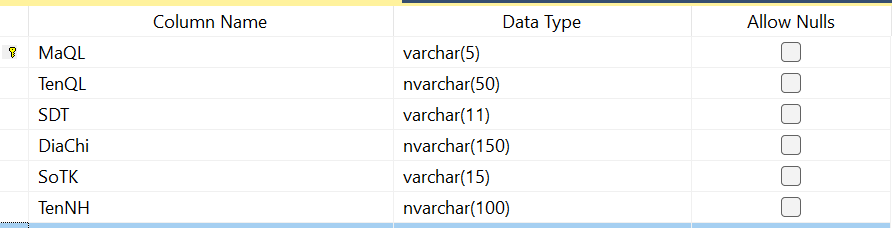 Column Name Data Type Allow Nulls
MaQL varchar(5)
TenQL nvarchar(50)
SDT varchar(11)
DiaChi nvarchar(150)
SoTK varchar(15)
TenNH nvarchar(100)